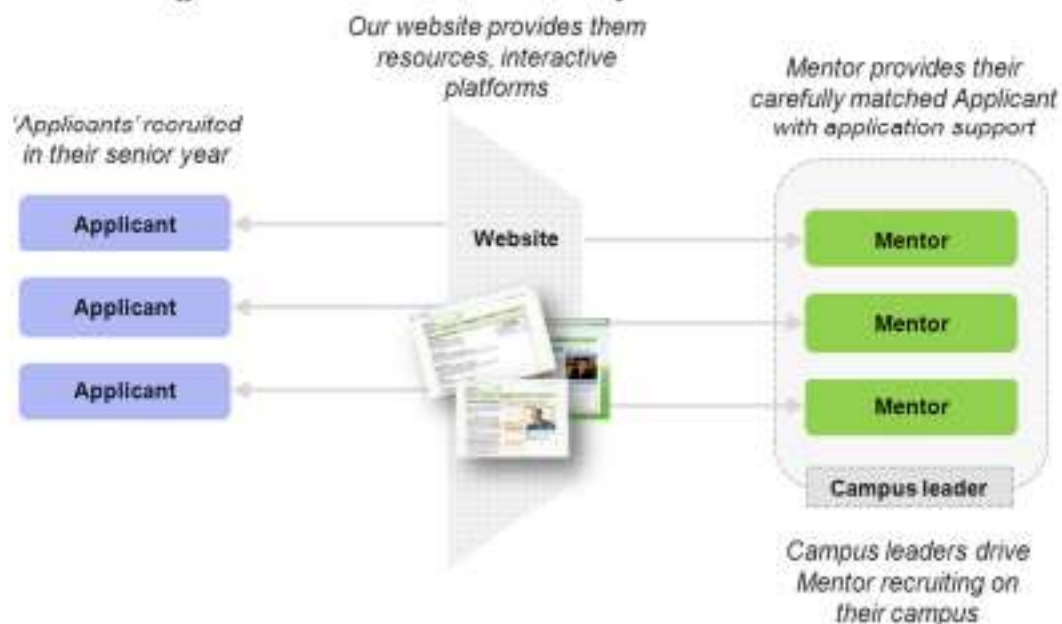 Our website provides them
resources, interactive
platforms
Mentor provides their
carefully matched Applicant
with application support
'Applicants' recruited
in their senior year
Applicant
Applicant
Applicant
Website
Mentor
Mentor
Mentor
Campus leader
Campus leaders drive
Mentor recruiting on
their campus